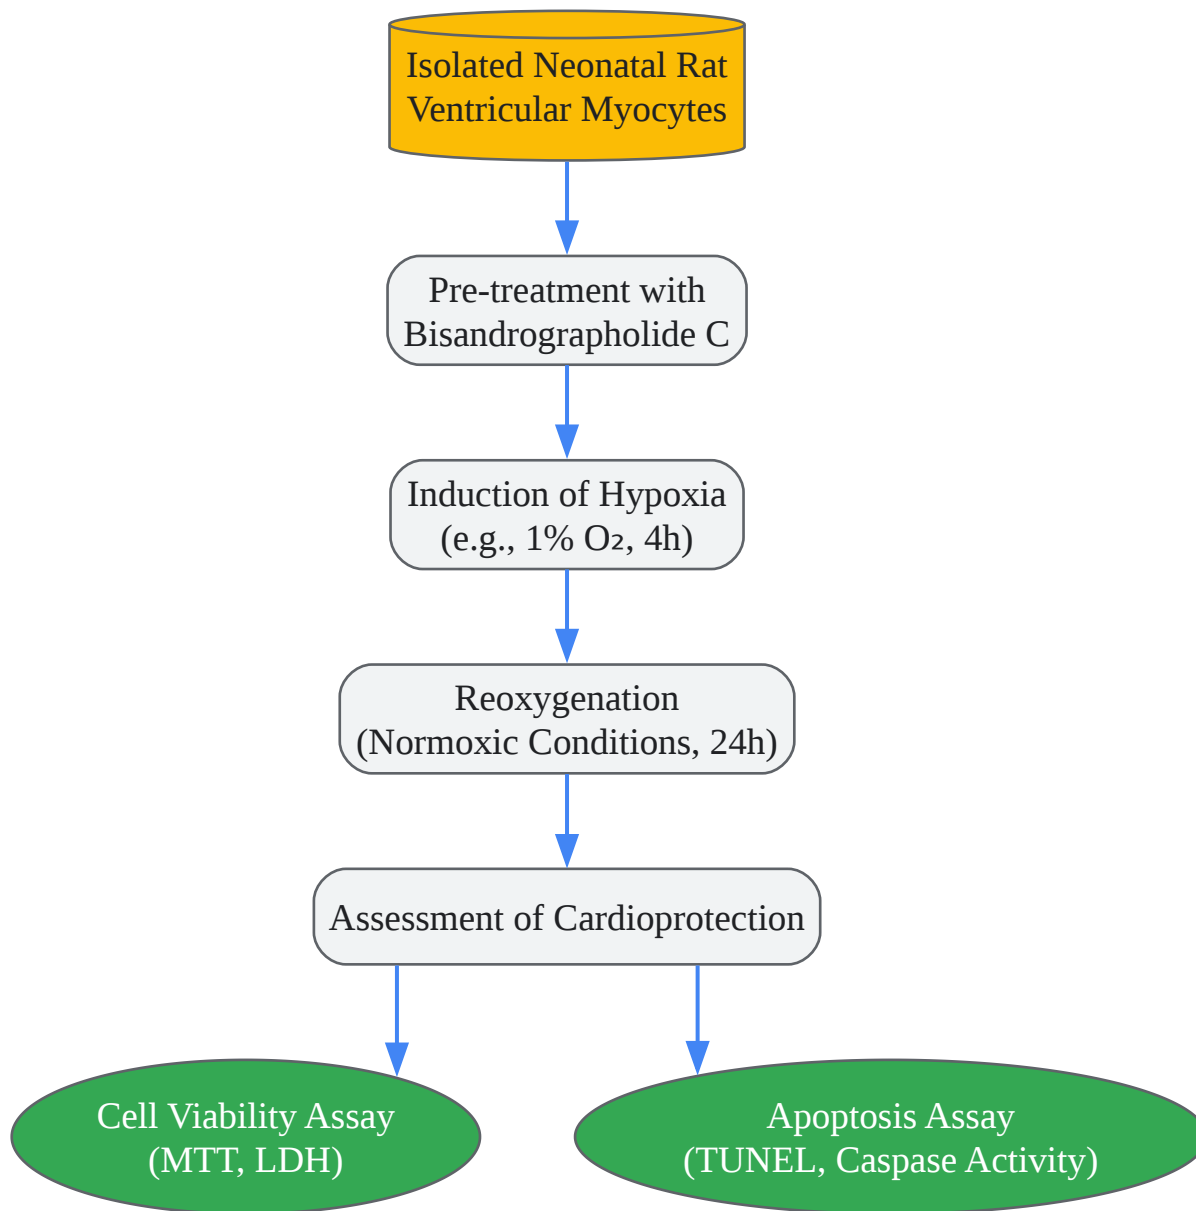 Isolated Neonatal Rat
Ventricular Myocytes
Pre-treatment with
Bisandrographolide C
Induction of Hypoxia
(e.g., 1% O₂, 4h)
Reoxygenation
(Normoxic Conditions, 24h)
Assessment of Cardioprotection
Cell Viability Assay
(MTT, LDH)
Apoptosis Assay
(TUNEL, Caspase Activity)